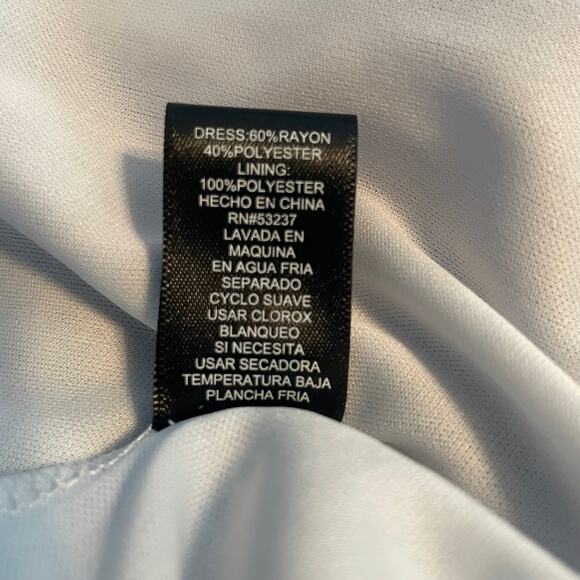 DRESS:60%RAYON
40%POLYESTER
LINING:
100%POLYESTER
HECHO EN CHINA
RN#53237
LAVADA EN
MAQUINA
EN AGUA FRIA
SEPARADO
CYCLO SUAVE
USAR CLOROX
BLANQUEO
SI NECESITA
USAR SECADORA
TEMPERATURA BAJA
PLANCHA FRIA